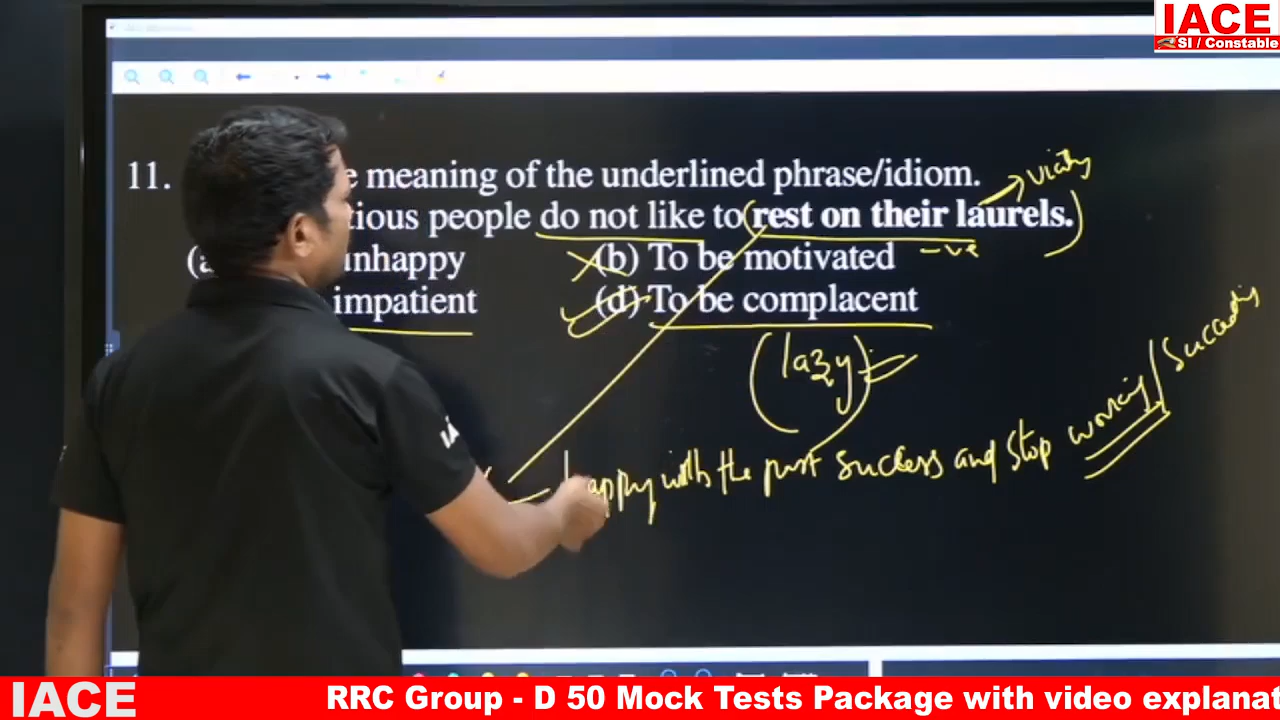 IACE
SI / Constable
11. e meaning of the underlined phrase/idiom.
tious people do not like to rest on their laurels.
(a unhappy (b) To be motivated
impatient (d) To be complacent
-ve
(lazy)
happy with the past success and stop working/
IACE RRC Group - D 50 Mock Tests Package with video explanat